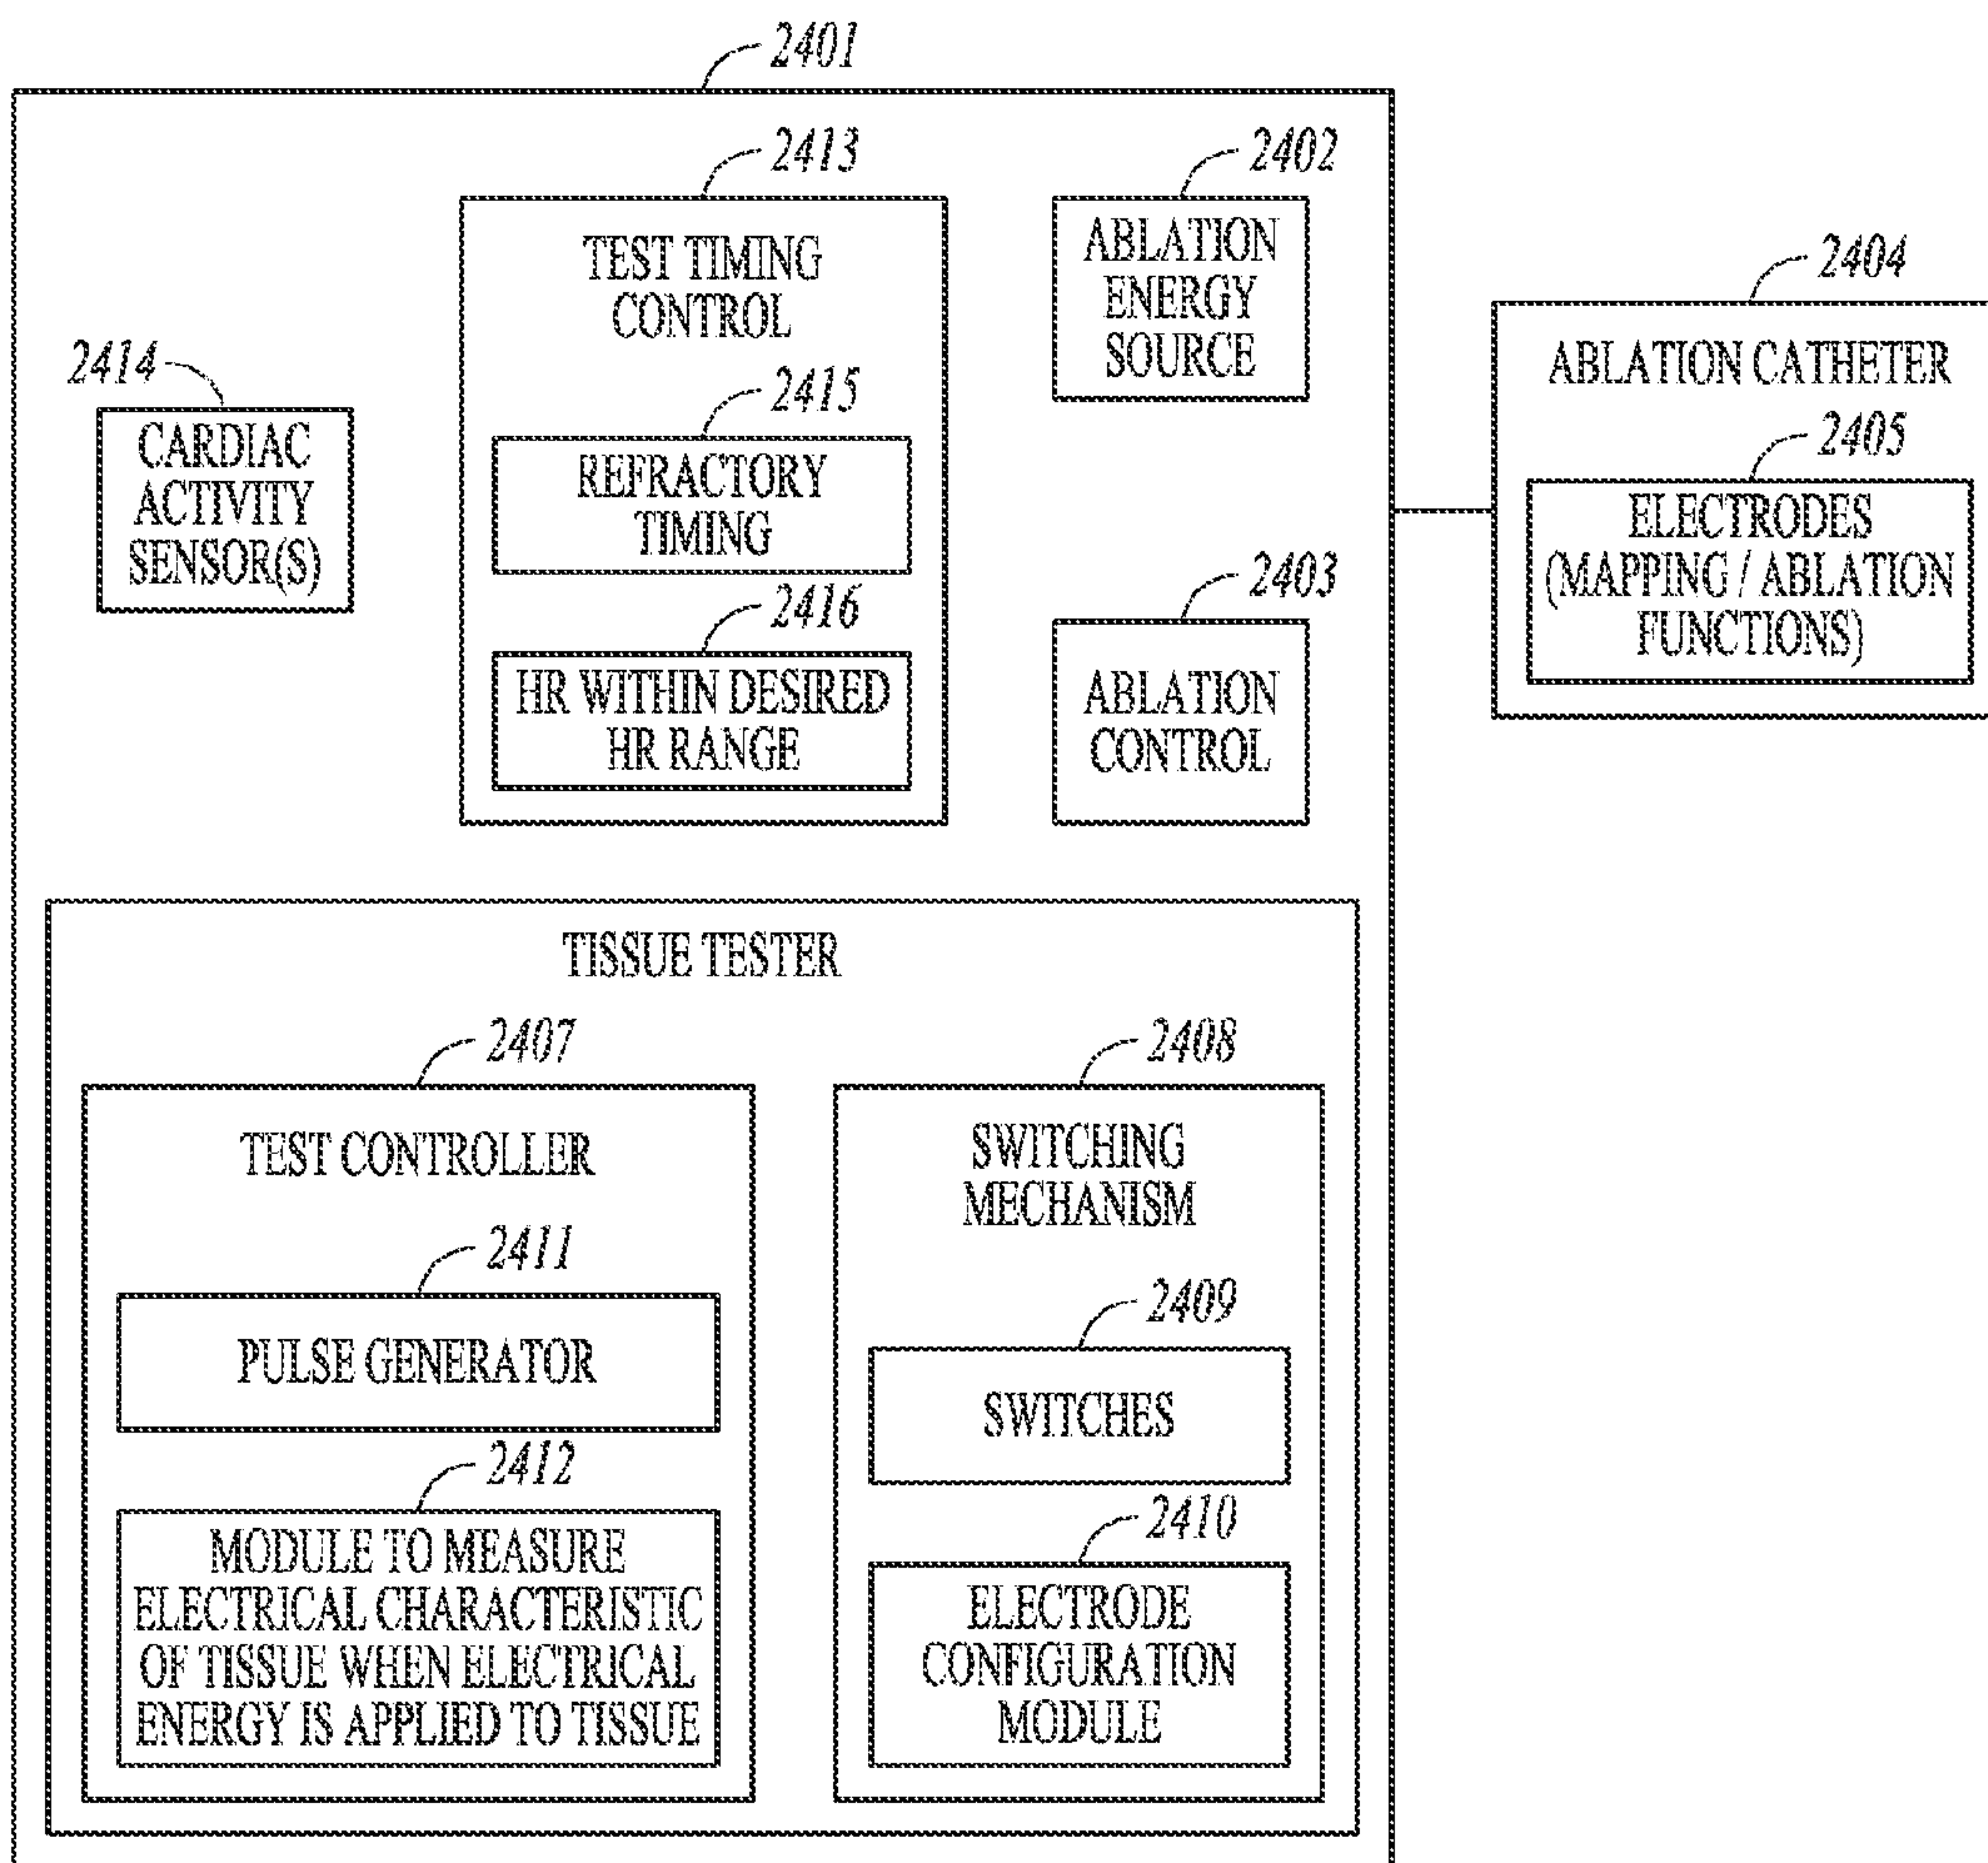 2401
2413
TEST TIMING
CONTROL
2415
REFRACTORY
TIMING
2416
HR WITHIN DESIRED
HR RANGE
2402
ABLATION
ENERGY
SOURCE
2403
ABLATION
CONTROL
2414
CARDIAC
ACTIVITY
SENSOR(S)
2404
ABLATION CATHETER
2405
ELECTRODES
(MAPPING / ABLATION
FUNCTIONS)
TISSUE TESTER
2407
TEST CONTROLLER
2411
PULSE GENERATOR
2412
MODULE TO MEASURE
ELECTRICAL CHARACTERISTIC
OF TISSUE WHEN ELECTRICAL
ENERGY IS APPLIED TO TISSUE
2408
SWITCHING
MECHANISM
2409
SWITCHES
2410
ELECTRODE
CONFIGURATION
MODULE